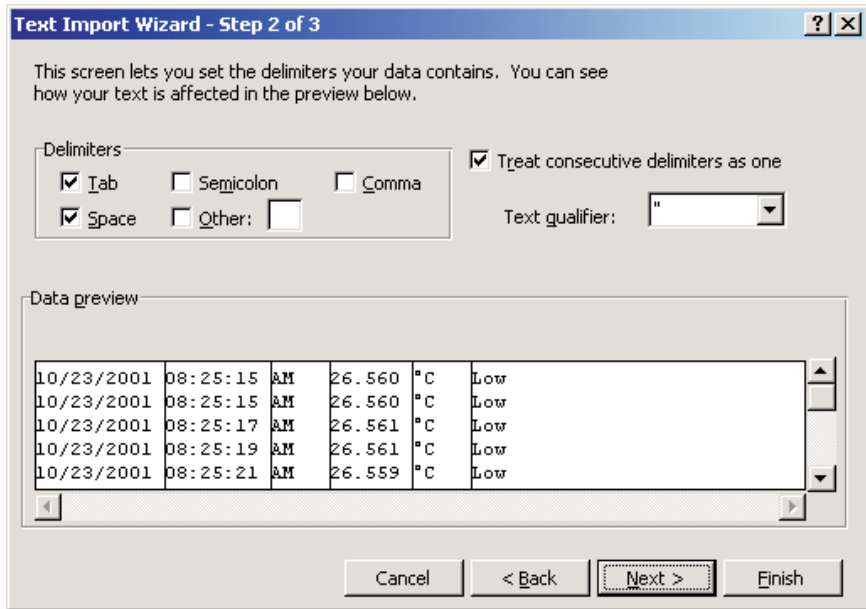 Text Import Wizard - Step 2 of 3
This screen lets you set the delimiters your data contains. You can see
how your text is affected in the preview below.
Delimiters
Tab Semicolon Comma
Space Other:
Treat consecutive delimiters as one
Text qualifier: "
Data preview
10/23/2001 08:25:15 AM 26.560 °C Low
10/23/2001 08:25:15 AM 26.560 °C Low
10/23/2001 08:25:17 AM 26.561 °C Low
10/23/2001 08:25:19 AM 26.561 °C Low
10/23/2001 08:25:21 AM 26.559 °C Low
Cancel < Back Next > Finish